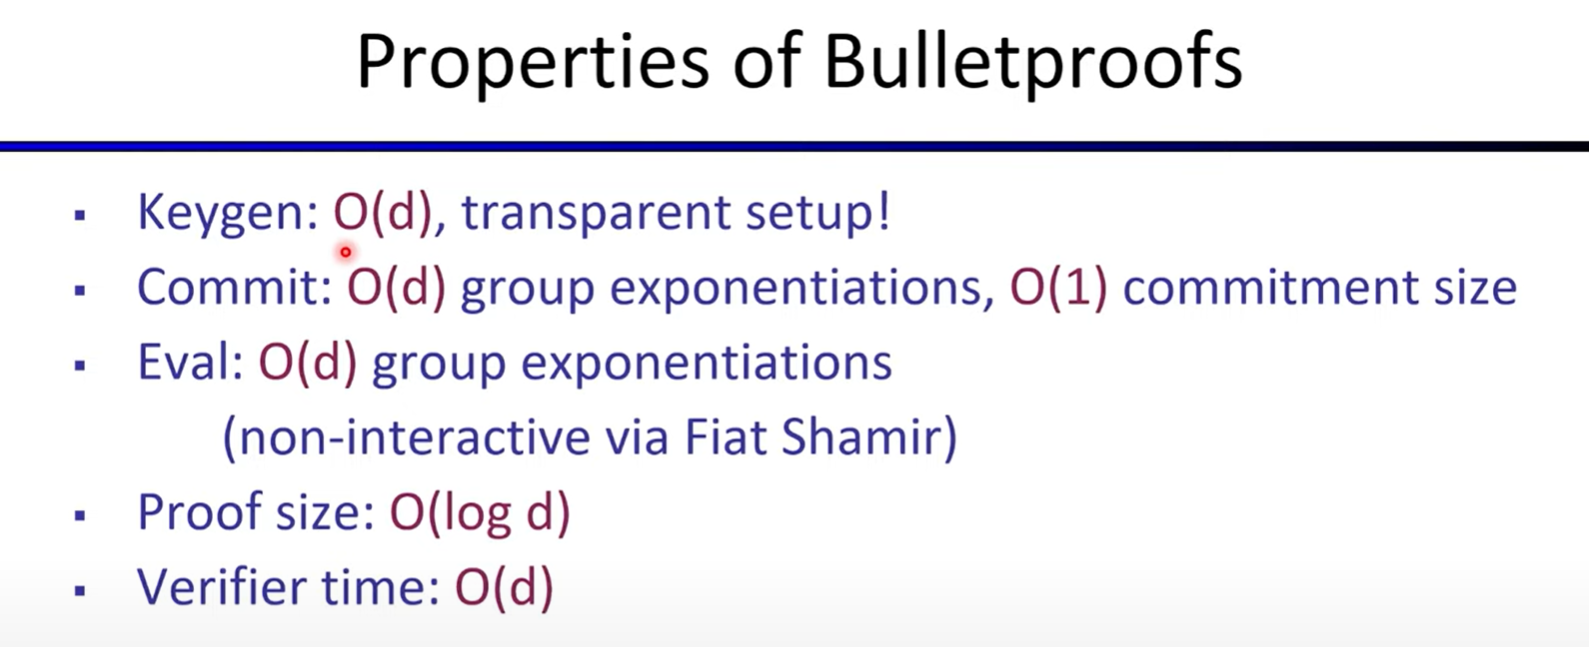 Properties of Bulletproofs
▪ Keygen: O(d), transparent setup!
▪ Commit: O(d) group exponentiations, O(1) commitment size
▪ Eval: O(d) group exponentiations
(non-interactive via Fiat Shamir)
▪ Proof size: O(log d)
▪ Verifier time: O(d)